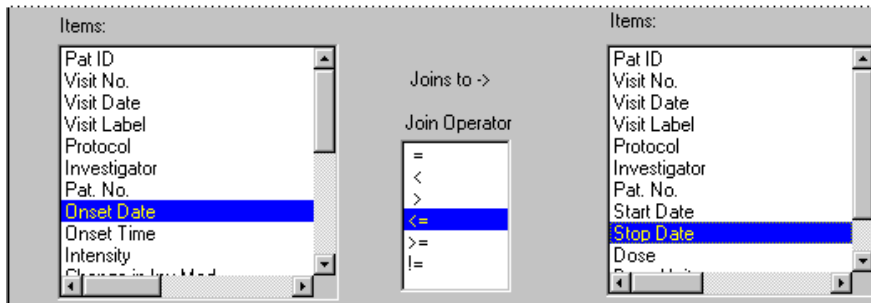 Items:
Pat ID
Visit No.
Visit Date
Visit Label
Protocol
Investigator
Pat. No.
Onset Date
Onset Time
Intensity
Joins to ->
Join Operator
=
<
>
<=
>=
!=
Items:
Pat ID
Visit No.
Visit Date
Visit Label
Protocol
Investigator
Pat. No.
Start Date
Stop Date
Dose